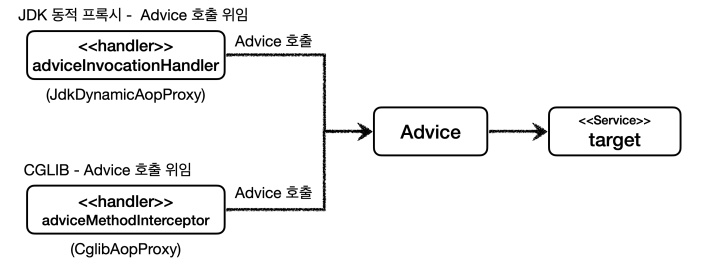 JDK 동적 프록시 - Advice 호출 위임
<<handler>>
adviceInvocationHandler
(JdkDynamicAopProxy)
Advice 호출
Advice
<<Service>>
target
CGLIB - Advice 호출 위임
<<handler>>
adviceMethodInterceptor
(CglibAopProxy)
Advice 호출